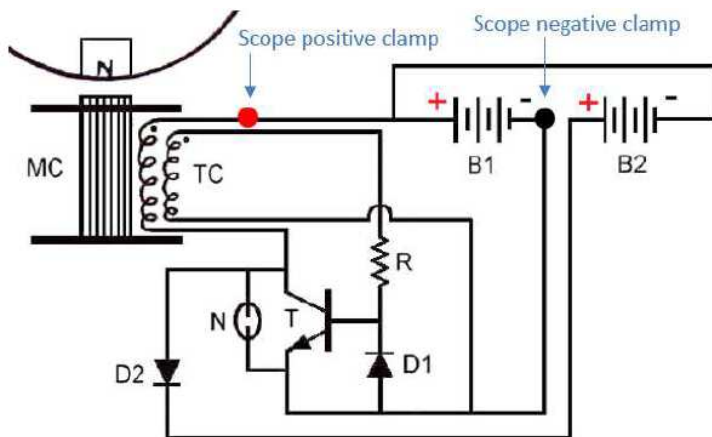 Scope positive clamp
Scope negative clamp
N
+
-
+
-
B1
B2
MC
TC
R
N
T
D1
D2